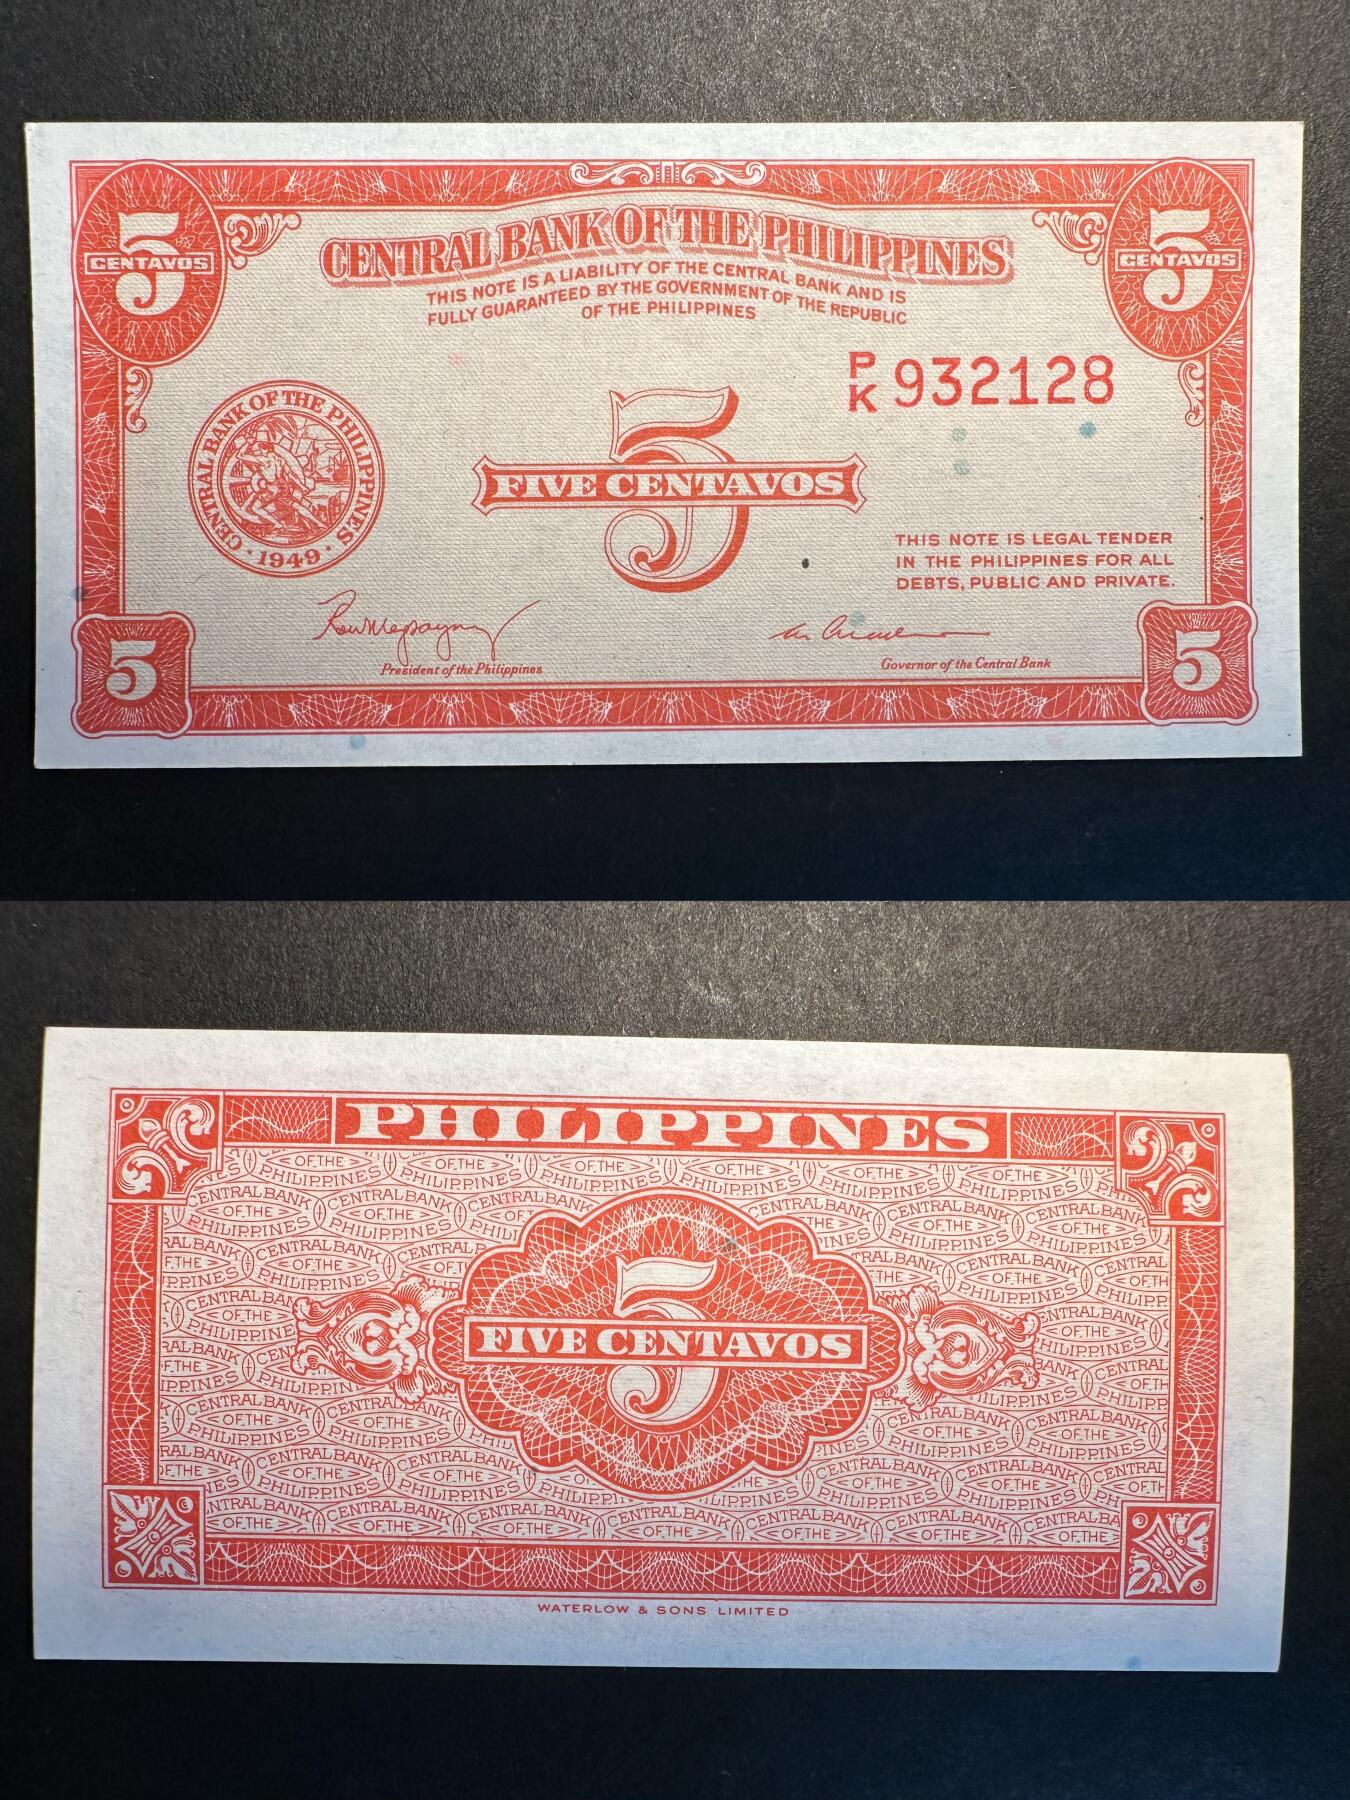 5
CENTAVOS
5
CENTAVOS
CENTRAL BANK OF THE PHILIPPINES
THIS NOTE IS A LIABILITY OF THE CENTRAL BANK AND IS
FULLY GUARANTEED BY THE GOVERNMENT OF THE REPUBLIC
OF THE PHILIPPINES
P/K 932128
CENTRAL BANK OF THE PHILIPPINES
· 1949 ·
5
FIVE CENTAVOS
THIS NOTE IS LEGAL TENDER
IN THE PHILIPPINES FOR ALL
DEBTS, PUBLIC AND PRIVATE.
President of the Philippines
Governor of the Central Bank
5
5
PHILIPPINES
CENTRAL BANK
OF THE
PHILIPPINES
5
FIVE CENTAVOS
WATERLOW & SONS LIMITED